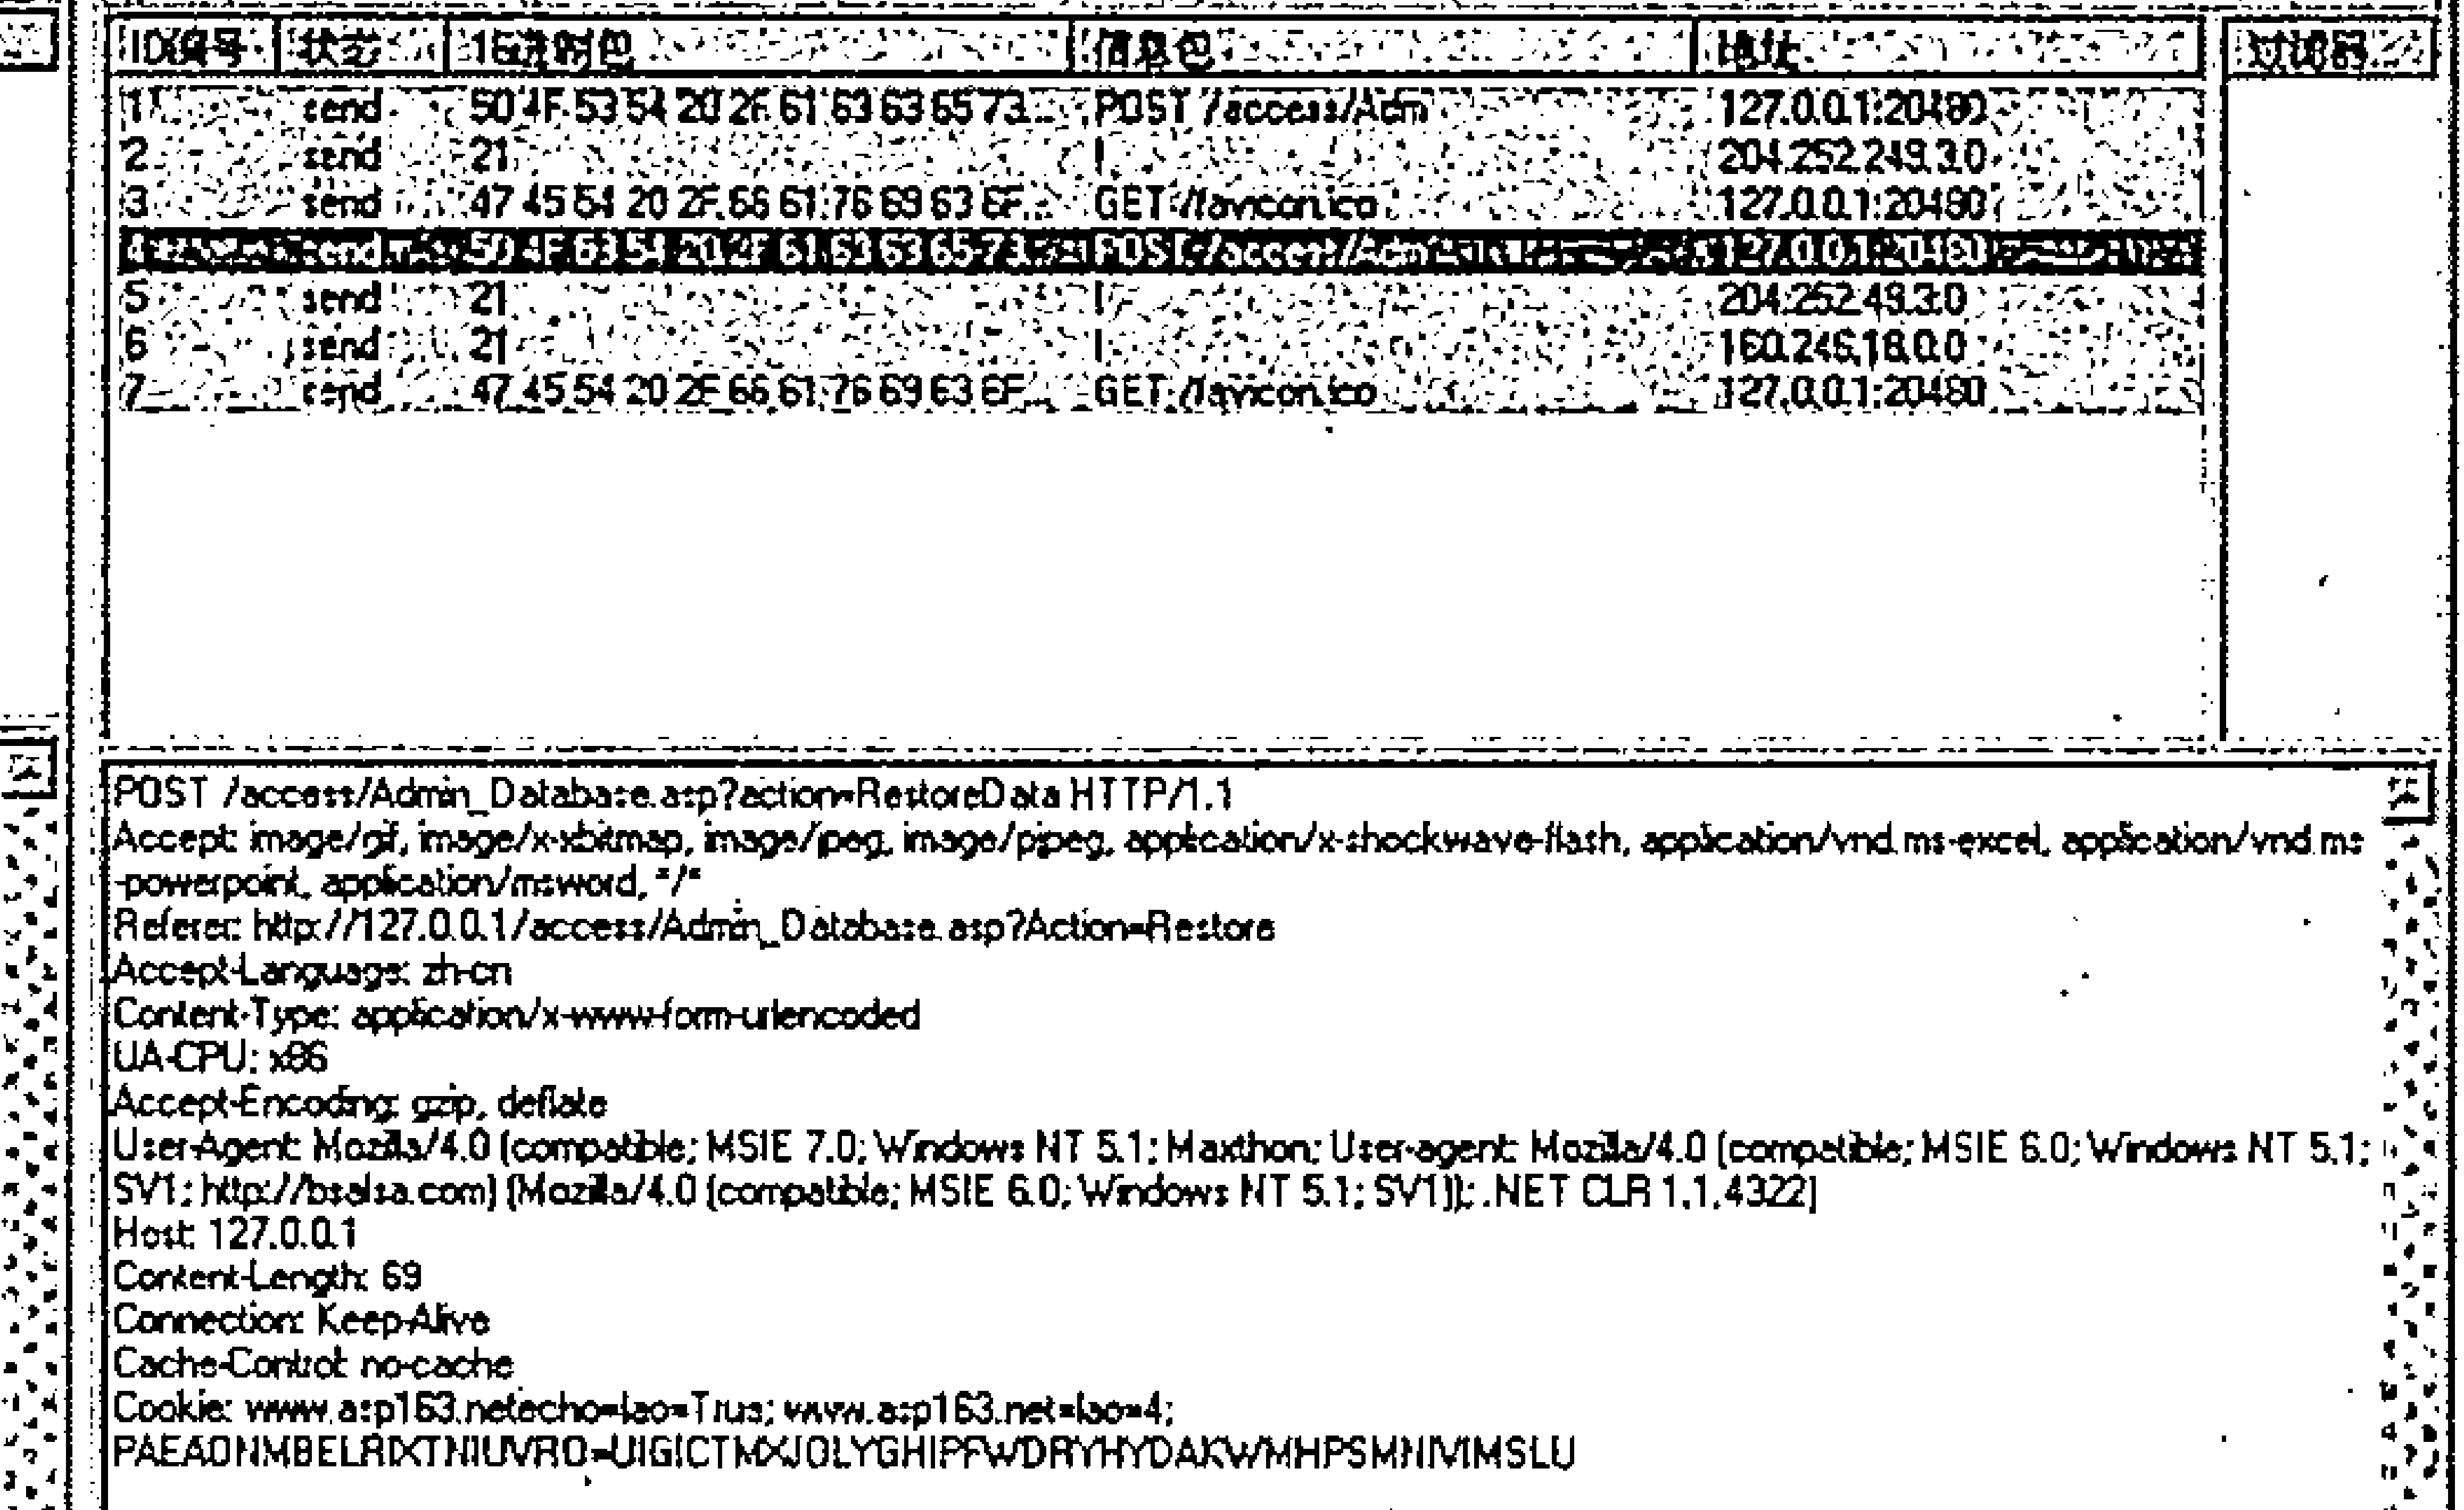 ID编号 状态 16进制包 信息包 地址 过滤器
1 send 50 4F 53 54 20 2F 61 63 63 65 73... POST /access/Adm 127.0.0.1:20480
2 send 21 ! 204.252.249.3:0
3 send 47 45 54 20 2F 66 61 76 69 63 6F... GET /favicon.ico 127.0.0.1:20480
4 send 50 4F 53 54 20 2F 61 63 63 65 73... POST /access/Adm 127.0.0.1:20480
5 send 21 ! 204.252.49.3:0
6 send 21 ! 160.246.18.0:0
7 send 47 45 54 20 2F 66 61 76 69 63 6F... GET /favicon.ico 127.0.0.1:20480
POST /access/Admin_Database.asp?action=RestoreData HTTP/1.1
Accept: image/gif, image/x-xbitmap, image/jpeg, image/pjpeg, application/x-shockwave-flash, application/vnd.ms-excel, application/vnd.ms
-powerpoint, application/msword, */*
Referer: http://127.0.0.1/access/Admin_Database.asp?Action=Restore
Accept-Language: zh-cn
Content-Type: application/x-www-form-urlencoded
UA-CPU: x86
Accept-Encoding: gzip, deflate
User-Agent: Mozilla/4.0 (compatible; MSIE 7.0; Windows NT 5.1; Maxthon; User-agent: Mozilla/4.0 (compatible; MSIE 6.0; Windows NT 5.1;
SV1; http://bsalsa.com) (Mozilla/4.0 (compatible; MSIE 6.0; Windows NT 5.1; SV1)); .NET CLR 1.1.4322)
Host: 127.0.0.1
Content-Length: 69
Connection: Keep-Alive
Cache-Control: no-cache
Cookie: www.asp163.netecho=lao=True; www.asp163.net=lao=4;